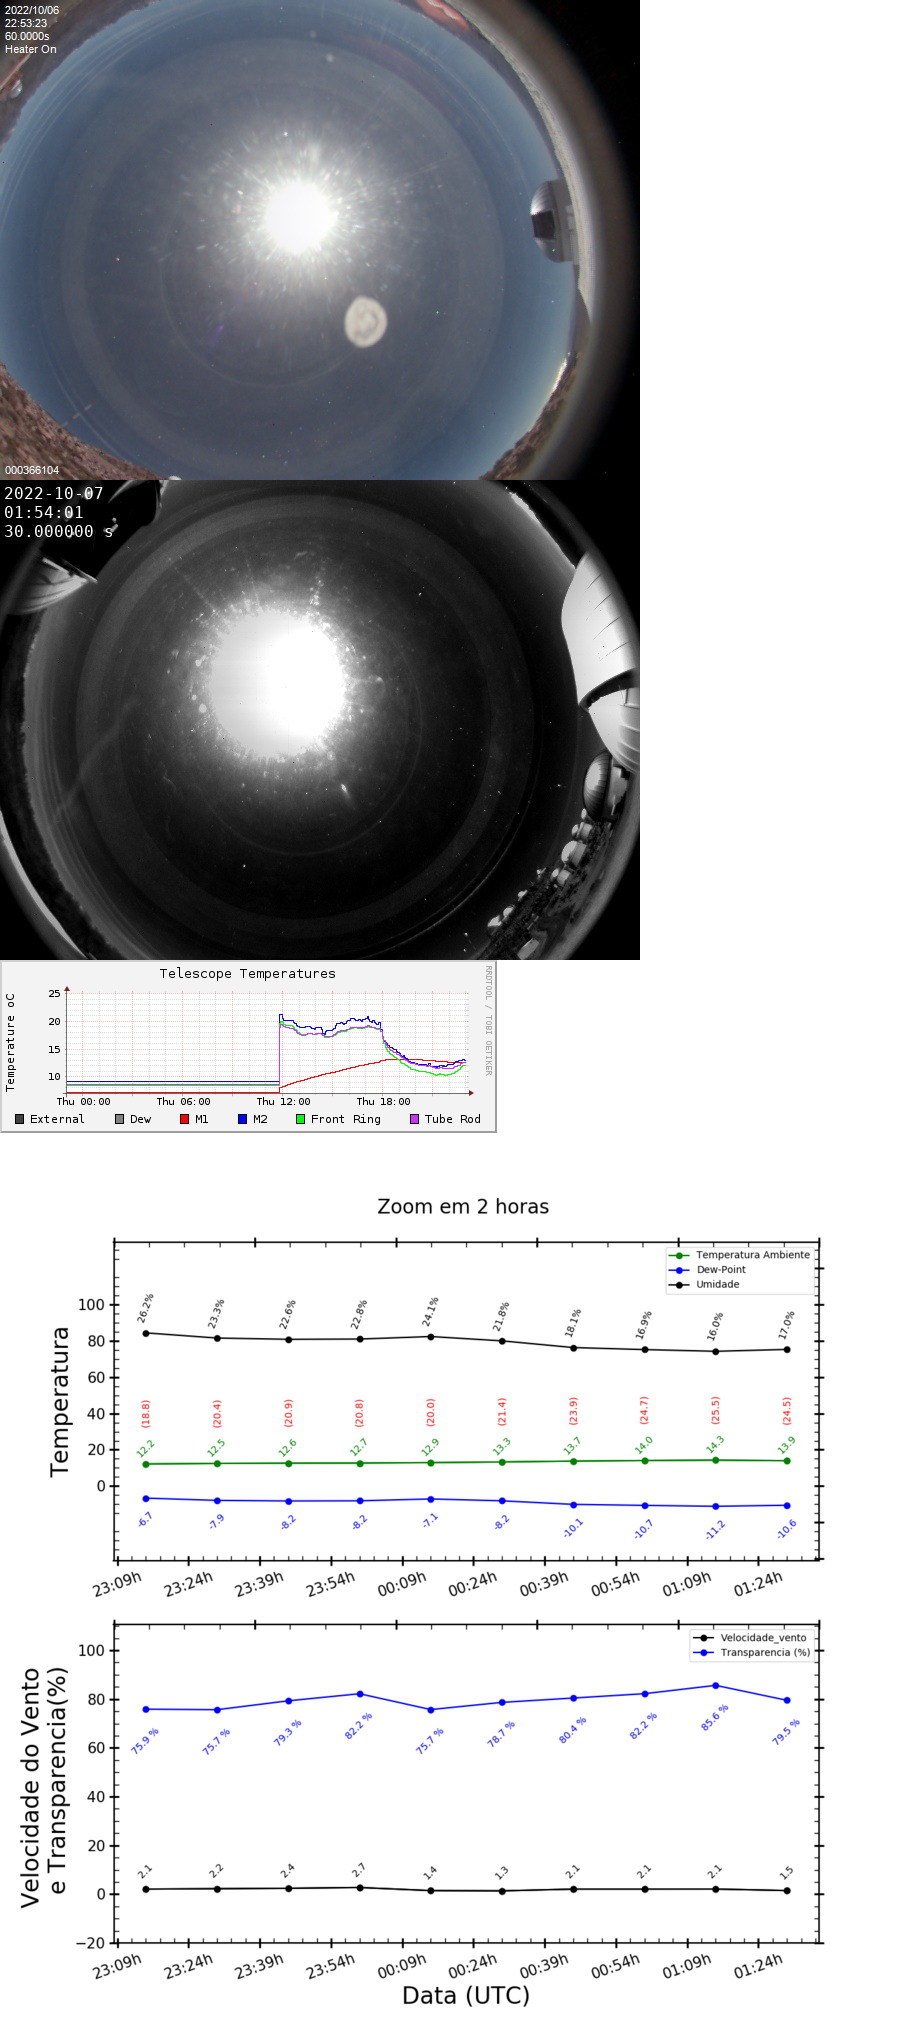 2022/10/06
22:53:23
60.0000s
Heater On
000366104
2022-10-07
01:54:01
30.000000 s
Telescope Temperatures
RRDTOOL / TOBI OETIKER
Temperature oC
25
20
15
10
Thu 00:00 Thu 06:00 Thu 12:00 Thu 18:00
External Dew M1 M2 Front Ring Tube Rod
Zoom em 2 horas
Temperatura Ambiente
Dew-Point
Umidade
Temperatura
100
80
60
40
20
0
26.2% 23.3% 22.6% 22.8% 24.1% 21.8% 18.1% 16.9% 16.0% 17.0%
(18.8) (20.4) (20.9) (20.8) (20.0) (21.4) (23.9) (24.7) (25.5) (24.5)
12.2 12.5 12.6 12.7 12.9 13.3 13.7 14.0 14.3 13.9
-6.7 -7.9 -8.2 -8.2 -7.1 -8.2 -10.1 -10.7 -11.2 -10.6
23:09h 23:24h 23:39h 23:54h 00:09h 00:24h 00:39h 00:54h 01:09h 01:24h
Velocidade_vento
Transparencia (%)
Velocidade do Vento
e Transparencia(%)
100
80
60
40
20
0
−20
75.9 % 75.7 % 79.3 % 82.2 % 75.7 % 78.7 % 80.4 % 82.2 % 85.6 % 79.5 %
2.1 2.2 2.4 2.7 1.4 1.3 2.1 2.1 2.1 1.5
23:09h 23:24h 23:39h 23:54h 00:09h 00:24h 00:39h 00:54h 01:09h 01:24h
Data (UTC)